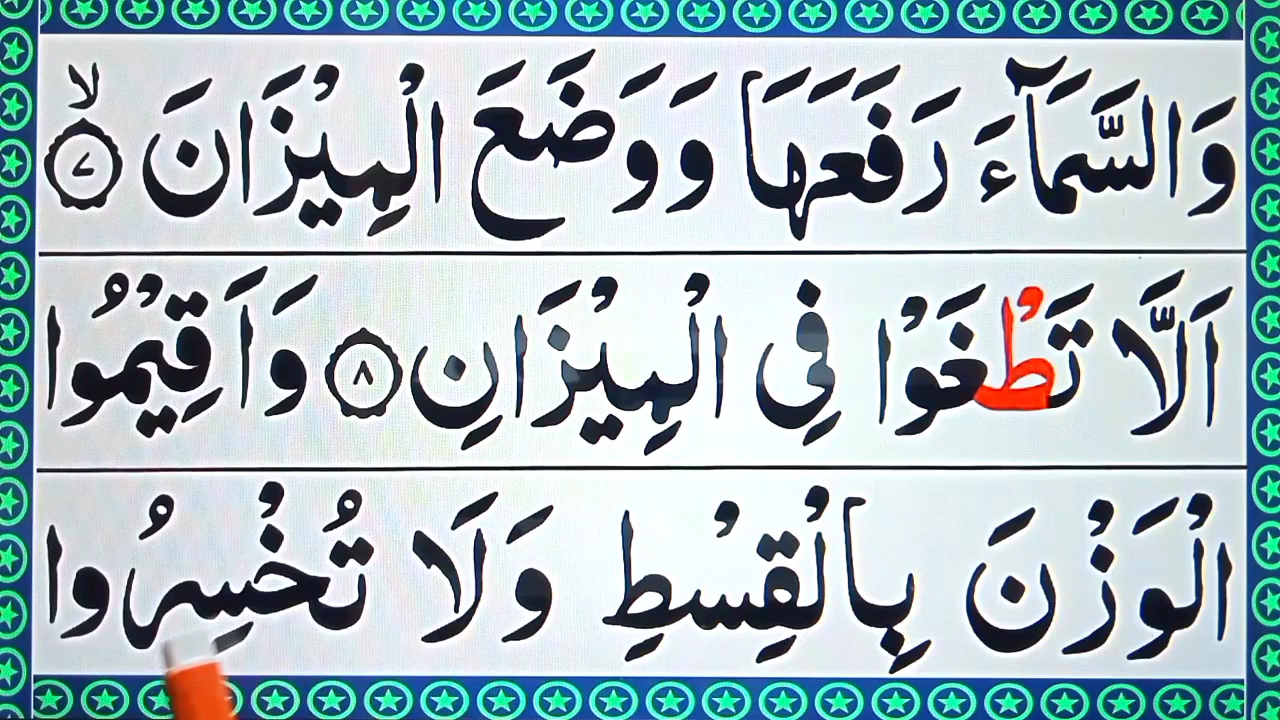 وَالسَّمَآءَ رَفَعَهَا وَوَضَعَ الْمِيْزَانَ ۙ﴿۷﴾
اَلَّا تَطْغَوْا فِى الْمِيْزَانِ ﴿۸﴾ وَاَقِيْمُوا
الْوَزْنَ بِالْقِسْطِ وَلَا تُخْسِرُوا